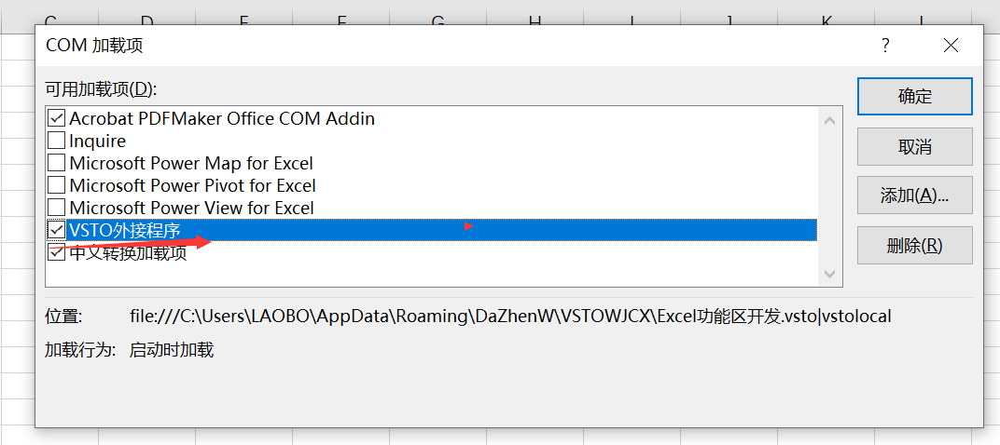 COM 加载项
?
可用加载项(D):
Acrobat PDFMaker Office COM Addin
Inquire
Microsoft Power Map for Excel
Microsoft Power Pivot for Excel
Microsoft Power View for Excel
VSTO外接程序
中文转换加载项
确定
取消
添加(A)...
删除(R)
位置: file:///C:\Users\LAOBO\AppData\Roaming\DaZhenW\VSTOWJCX\Excel功能区开发.vsto|vstolocal
加载行为: 启动时加载